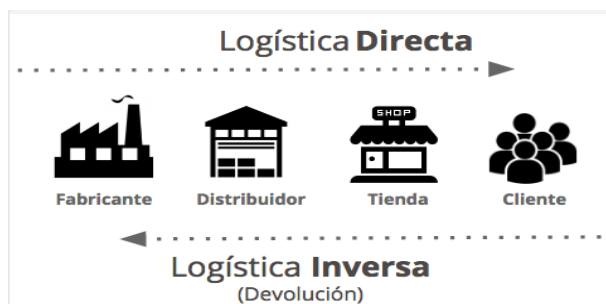 Logística Directa
SHOP
Fabricante Distribuidor Tienda Cliente
Logística Inversa
(Devolución)